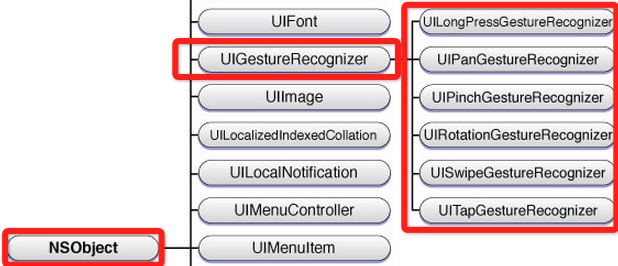 UIFont
UILongPressGestureRecognizer
UIGestureRecognizer
UIPanGestureRecognizer
UIImage
UIPinchGestureRecognizer
UILocalizedIndexedCollation
UIRotationGestureRecognizer
UILocalNotification
UISwipeGestureRecognizer
UIMenuController
UITapGestureRecognizer
NSObject
UIMenuItem